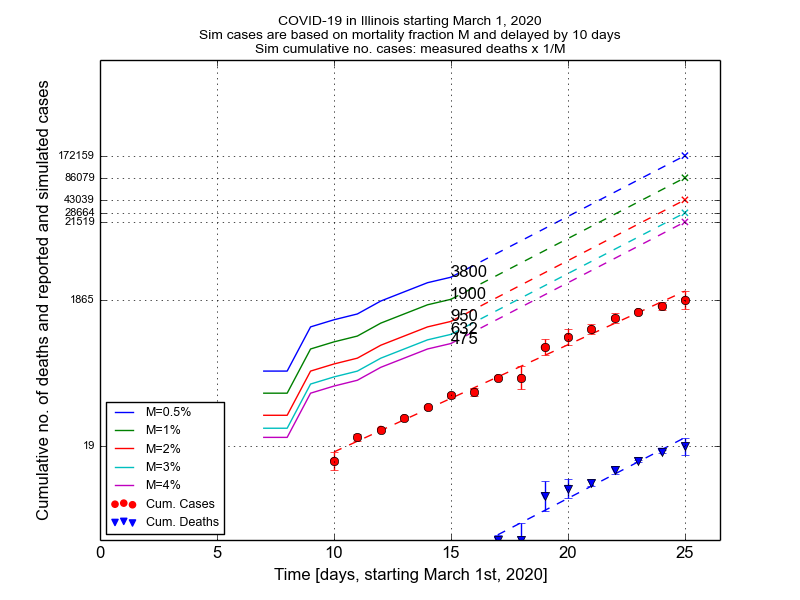 COVID-19 in Illinois starting March 1, 2020
Sim cases are based on mortality fraction M and delayed by 10 days
Sim cumulative no. cases: measured deaths x 1/M
Cumulative no. of deaths and reported and simulated cases
172159
86079
43039
28664
21519
1865
19
3800
1900
950
632
475
M=0.5%
M=1%
M=2%
M=3%
M=4%
Cum. Cases
Cum. Deaths
0
5
10
15
20
25
Time [days, starting March 1st, 2020]